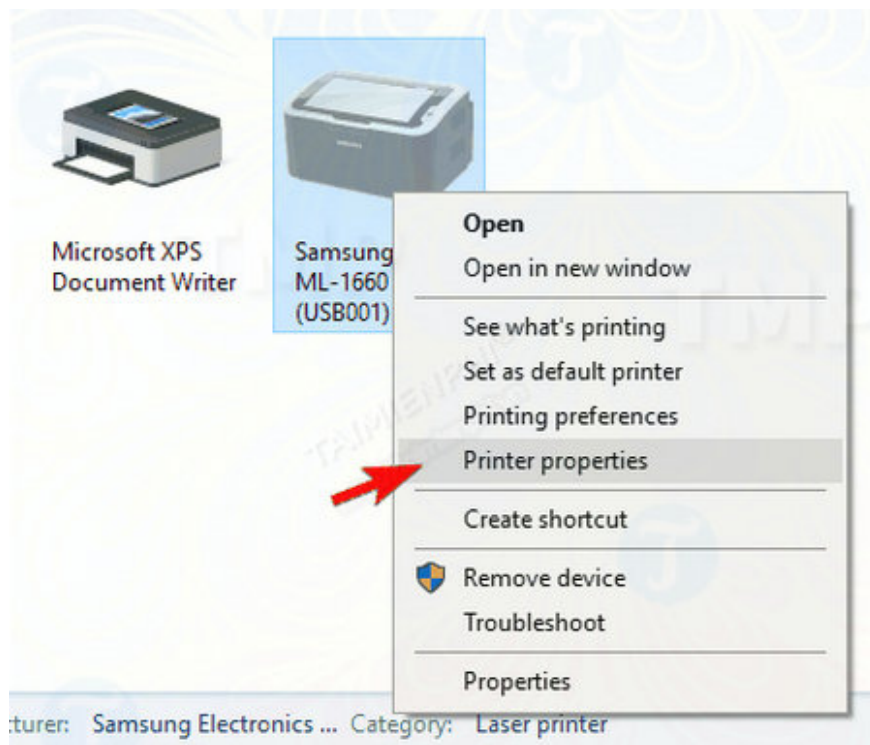 Microsoft XPS
Document Writer
Samsung
ML-1660
(USB001)
Open
Open in new window
See what's printing
Set as default printer
Printing preferences
Printer properties
Create shortcut
Remove device
Troubleshoot
Properties
cturer: Samsung Electronics ... Category: Laser printer